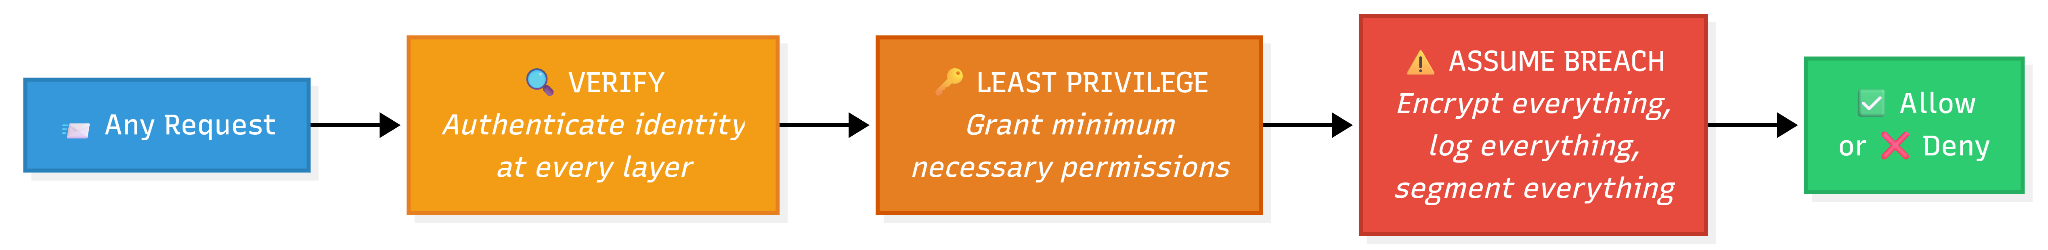 📨 Any Request
🔍 VERIFY
Authenticate identity
at every layer
🔑 LEAST PRIVILEGE
Grant minimum
necessary permissions
⚠️ ASSUME BREACH
Encrypt everything,
log everything,
segment everything
✅ Allow
or ❌ Deny